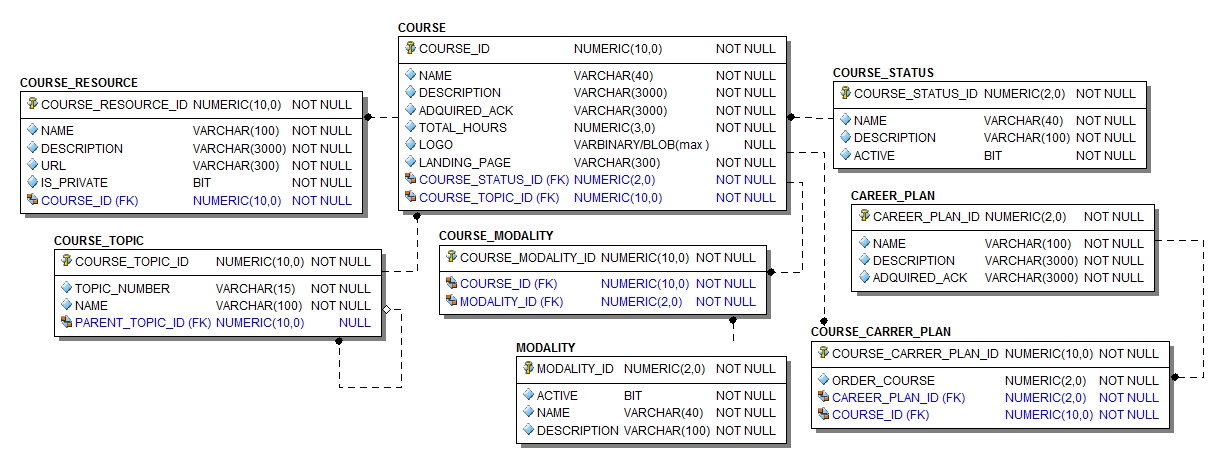 COURSE
COURSE_ID NUMERIC(10,0) NOT NULL
NAME VARCHAR(40) NOT NULL
DESCRIPTION VARCHAR(3000) NOT NULL
ADQUIRED_ACK VARCHAR(3000) NOT NULL
TOTAL_HOURS NUMERIC(3,0) NOT NULL
LOGO VARBINARY/BLOB(max ) NULL
LANDING_PAGE VARCHAR(300) NOT NULL
COURSE_STATUS_ID (FK) NUMERIC(2,0) NOT NULL
COURSE_TOPIC_ID (FK) NUMERIC(10,0) NOT NULL
COURSE_RESOURCE
COURSE_RESOURCE_ID NUMERIC(10,0) NOT NULL
NAME VARCHAR(100) NOT NULL
DESCRIPTION VARCHAR(3000) NOT NULL
URL VARCHAR(300) NOT NULL
IS_PRIVATE BIT NOT NULL
COURSE_ID (FK) NUMERIC(10,0) NOT NULL
COURSE_STATUS
COURSE_STATUS_ID NUMERIC(2,0) NOT NULL
NAME VARCHAR(40) NOT NULL
DESCRIPTION VARCHAR(100) NOT NULL
ACTIVE BIT NOT NULL
CAREER_PLAN
CAREER_PLAN_ID NUMERIC(2,0) NOT NULL
NAME VARCHAR(100) NOT NULL
DESCRIPTION VARCHAR(3000) NOT NULL
ADQUIRED_ACK VARCHAR(3000) NOT NULL
COURSE_TOPIC
COURSE_TOPIC_ID NUMERIC(10,0) NOT NULL
TOPIC_NUMBER VARCHAR(15) NOT NULL
NAME VARCHAR(100) NOT NULL
PARENT_TOPIC_ID (FK) NUMERIC(10,0) NULL
COURSE_MODALITY
COURSE_MODALITY_ID NUMERIC(10,0) NOT NULL
COURSE_ID (FK) NUMERIC(10,0) NOT NULL
MODALITY_ID (FK) NUMERIC(2,0) NOT NULL
COURSE_CARRER_PLAN
COURSE_CARRER_PLAN_ID NUMERIC(10,0) NOT NULL
ORDER_COURSE NUMERIC(2,0) NOT NULL
CAREER_PLAN_ID (FK) NUMERIC(2,0) NOT NULL
COURSE_ID (FK) NUMERIC(10,0) NOT NULL
MODALITY
MODALITY_ID NUMERIC(2,0) NOT NULL
ACTIVE BIT NOT NULL
NAME VARCHAR(40) NOT NULL
DESCRIPTION VARCHAR(100) NOT NULL